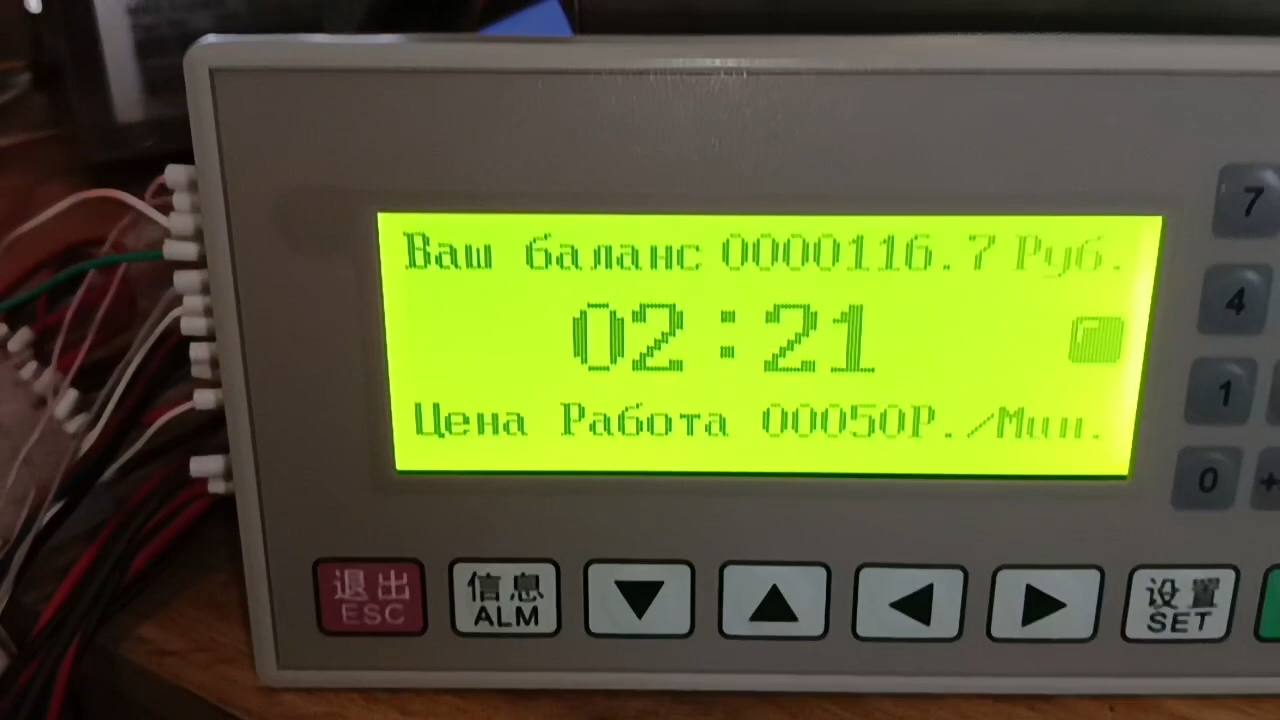 Ваш баланс 0000116.7 Руб.
02:21
Цена Работа 00050Р./Мин.
7
4
1
0 +
退出 ESC
信息 ALM
设置 SET